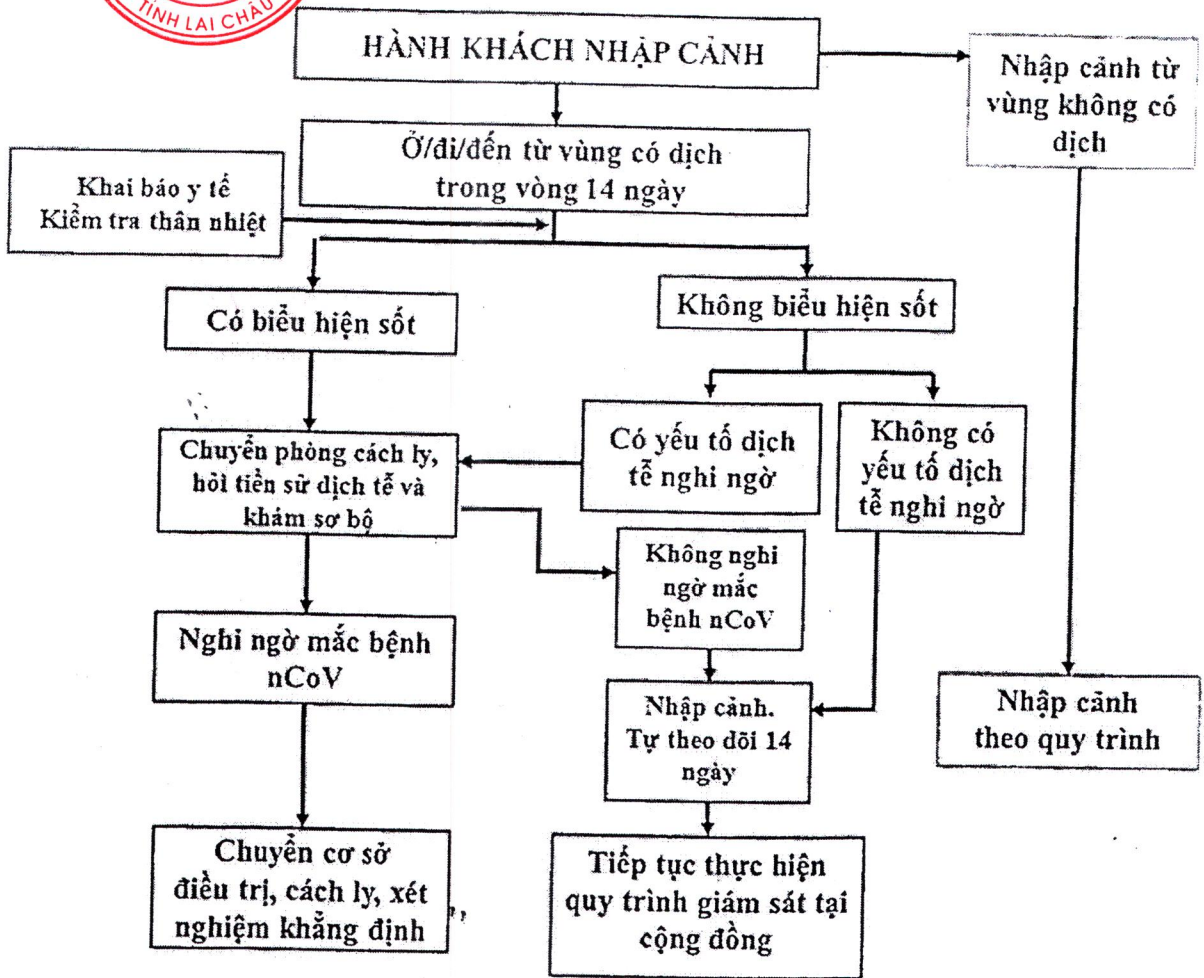 TỈNH LAI CHÂU
HÀNH KHÁCH NHẬP CẢNH
Nhập cảnh từ
vùng không có
dịch
Ở/đi/đến từ vùng có dịch
trong vòng 14 ngày
Khai báo y tế
Kiểm tra thân nhiệt
Có biểu hiện sốt
Không biểu hiện sốt
Chuyển phòng cách ly,
hỏi tiền sử dịch tễ và
khám sơ bộ
Có yếu tố dịch
tễ nghi ngờ
Không có
yếu tố dịch
tễ nghi ngờ
Không nghi
ngờ mắc
bệnh nCoV
Nghi ngờ mắc bệnh
nCoV
Nhập cảnh.
Tự theo dõi 14
ngày
Nhập cảnh
theo quy trình
Chuyển cơ sở
điều trị, cách ly, xét
nghiệm khẳng định
Tiếp tục thực hiện
quy trình giám sát tại
cộng đồng